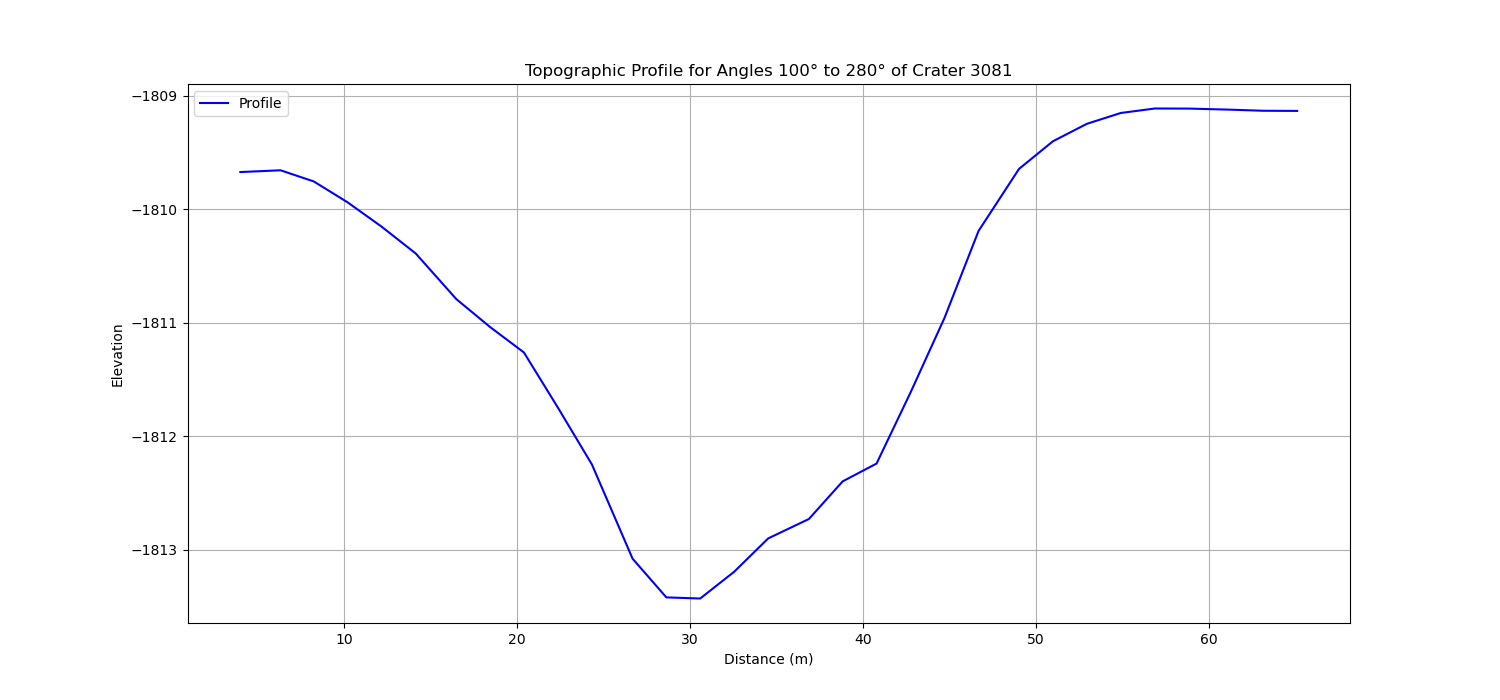 Topographic Profile for Angles 100° to 280° of Crater 3081
Profile
−1809
−1810
−1811
−1812
−1813
Elevation
10 20 30 40 50 60
Distance (m)